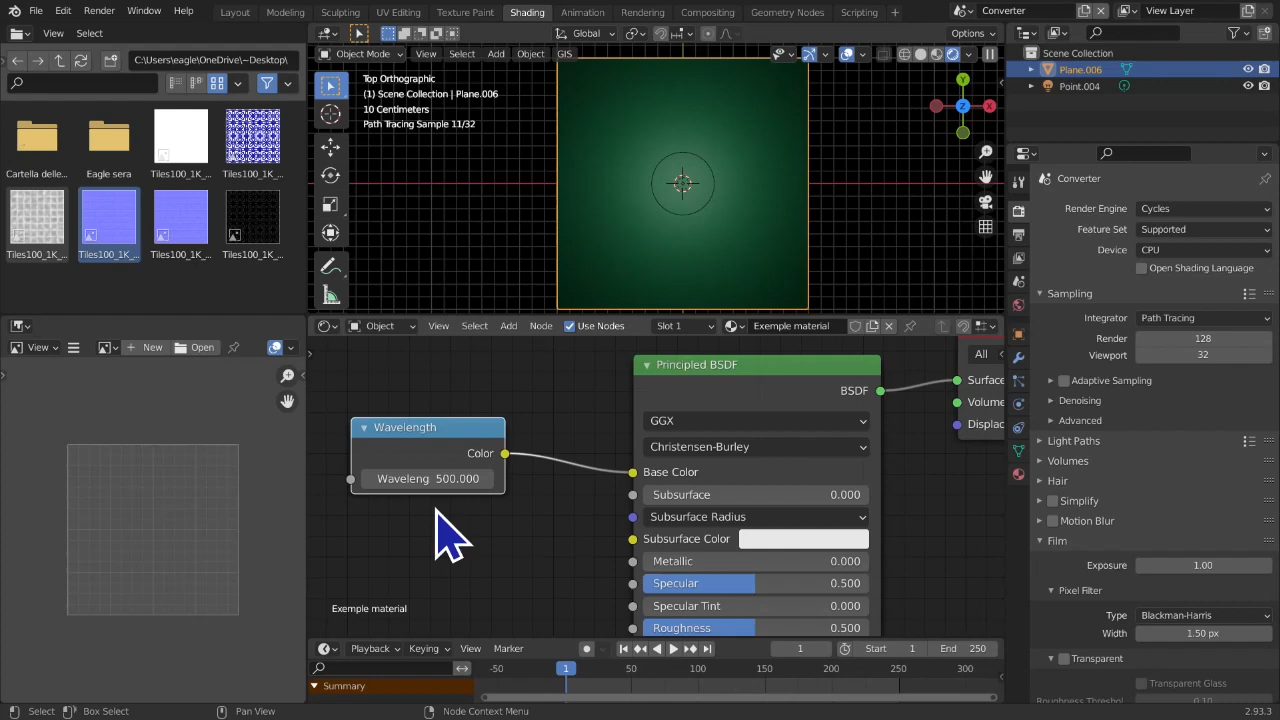 File Edit Render Window Help Layout Modeling Sculpting UV Editing Texture Paint Shading Animation Rendering Compositing Geometry Nodes Scripting + Converter View Layer
View Select
Global
Options
C:\Users\eagle\OneDrive\~Desktop\
Object Mode View Select Add Object GIS
Cartella delle...
Eagle sera
Tiles100_1K_...
Tiles100_1K_...
Tiles100_1K_...
Tiles100_1K_...
Top Orthographic
(1) Scene Collection | Plane.006
10 Centimeters
Path Tracing Sample 11/32
Y
Z
X
Scene Collection
Plane.006
Point.004
Converter
Render Engine Cycles
Feature Set Supported
Device CPU
Open Shading Language
Sampling
Integrator Path Tracing
Render 128
Viewport 32
Adaptive Sampling
Denoising
Advanced
Light Paths
Volumes
Hair
Simplify
Motion Blur
Film
Exposure 1.00
Pixel Filter
Type Blackman-Harris
Width 1.50 px
Transparent
Transparent Glass
Roughness Threshol 0.10
View New Open
Object View Select Add Node Use Nodes Slot 1 Exemple material
Wavelength
Color
Waveleng 500.000
Principled BSDF
BSDF
GGX
Christensen-Burley
Base Color
Subsurface 0.000
Subsurface Radius
Subsurface Color
Metallic 0.000
Specular 0.500
Specular Tint 0.000
Roughness 0.500
All
Surface
Volume
Displac
Exemple material
Playback Keying View Marker 1 Start 1 End 250
-50 1 50 100 150 200 250 300
Summary
Select Box Select Pan View Node Context Menu 2.93.3